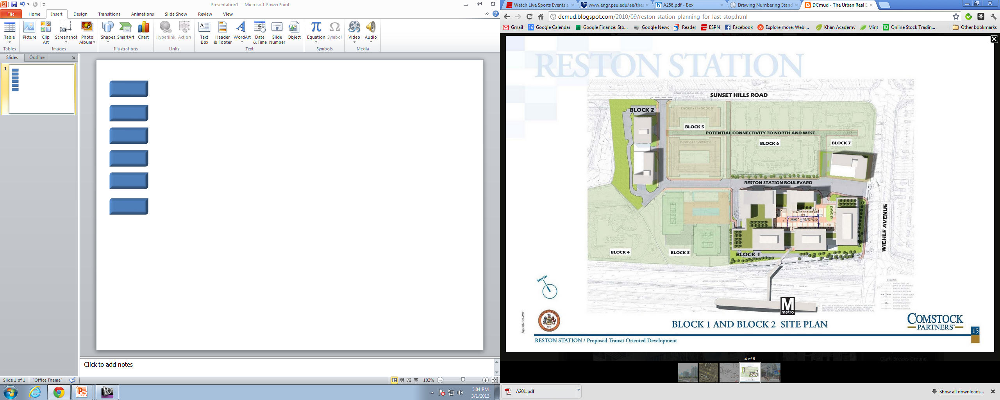 Presentation1 - Microsoft PowerPoint
File Home Insert Design Transitions Animations Slide Show Review View
Table Picture Clip Art Screenshot Photo Album Shapes SmartArt Chart Hyperlink Action Text Box Header & Footer WordArt Date & Time Slide Number Object Equation Symbol Video Audio
Tables Images Illustrations Links Text Symbols Media
Slides Outline
1
Click to add notes
Slide 1 of 1 "Office Theme" 103%
5:04 PM
3/1/2013
Watch Live Sports Events a www.engr.psu.edu/ae/the A256.pdf - Box Drawing Numbering Stand DCmud - The Urban Real E
dcmud.blogspot.com/2010/09/reston-station-planning-for-last-stop.html
Gmail Google Calendar Google Finance: Sto... Google News Reader ESPN Facebook Explore more. Web ... Khan Academy Mint Online Stock Tradin... Other bookmarks
RESTON STATION
SUNSET HILLS ROAD
BLOCK 2
25,000 SF x 12 = 300,000 SF
BLOCK 5
POTENTIAL CONNECTIVITY TO NORTH AND WEST
BLOCK 6
BLOCK 7
RESTON STATION BOULEVARD
WIEHLE AVENUE
BLOCK 4
BLOCK 3
BLOCK 1
North
LEGEND
M
metro
September 30, 2009
BLOCK 1 AND BLOCK 2 SITE PLAN
COMSTOCK
PARTNERS
15
RESTON STATION / Proposed Transit Oriented Development
4 of 5
Clark Breaks Ground
A201.pdf
Show all downloads...